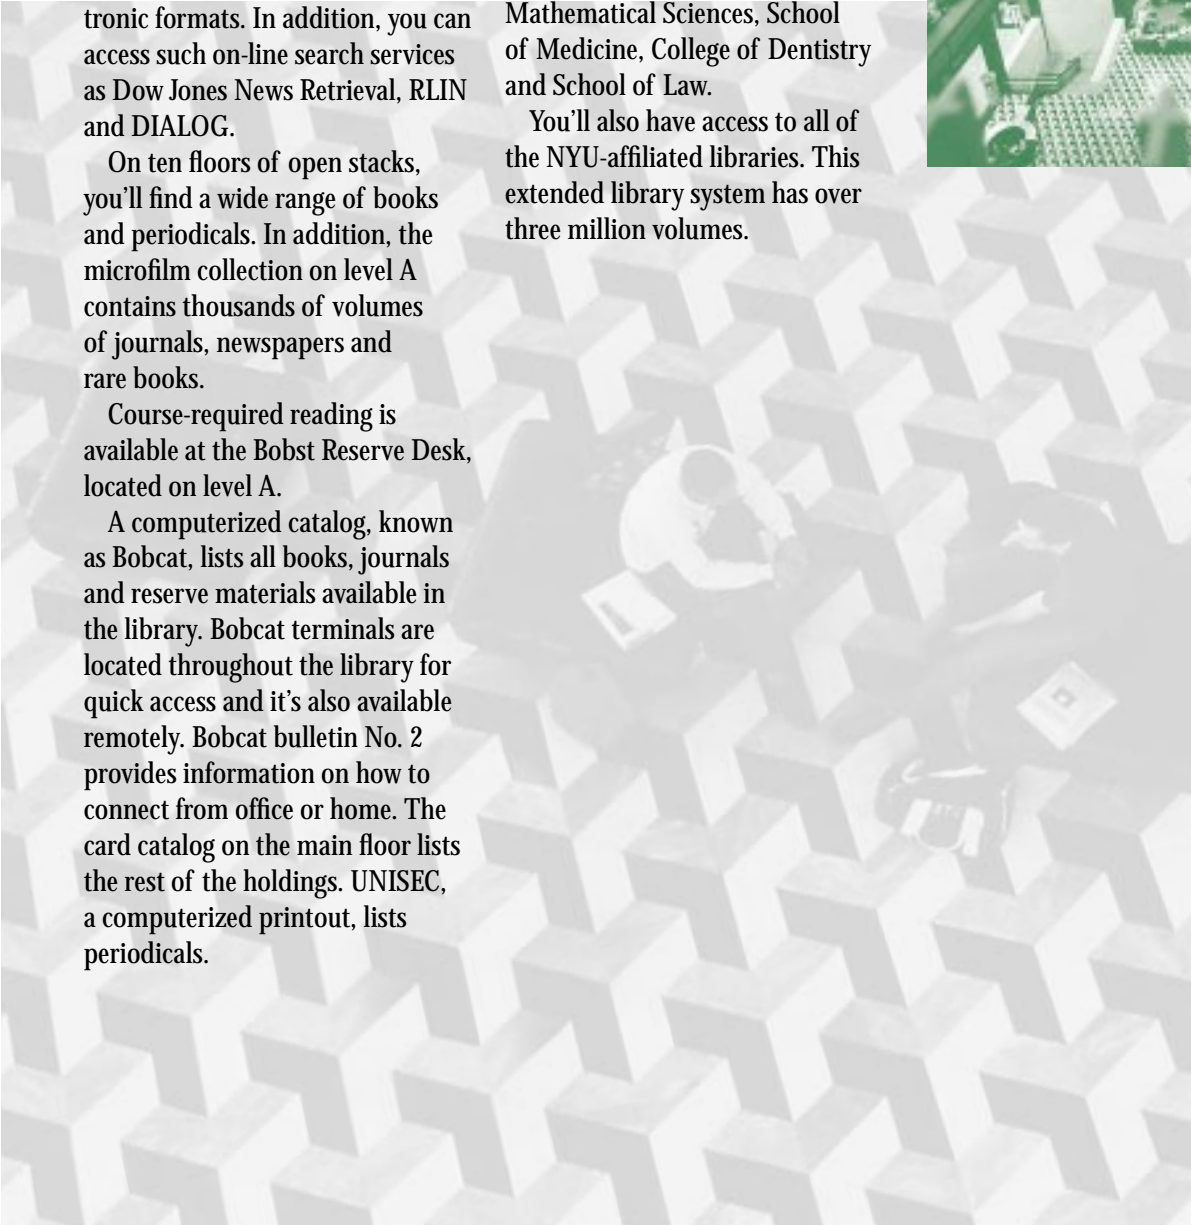 tronic formats. In addition, you can
access such on-line search services
as Dow Jones News Retrieval, RLIN
and DIALOG.
On ten floors of open stacks,
you’ll find a wide range of books
and periodicals. In addition, the
microfilm collection on level A
contains thousands of volumes
of journals, newspapers and
rare books.
Course-required reading is
available at the Bobst Reserve Desk,
located on level A.
A computerized catalog, known
as Bobcat, lists all books, journals
and reserve materials available in
the library. Bobcat terminals are
located throughout the library for
quick access and it’s also available
remotely. Bobcat bulletin No. 2
provides information on how to
connect from office or home. The
card catalog on the main floor lists
the rest of the holdings. UNISEC,
a computerized printout, lists
periodicals.
Mathematical Sciences, School
of Medicine, College of Dentistry
and School of Law.
You’ll also have access to all of
the NYU-affiliated libraries. This
extended library system has over
three million volumes.